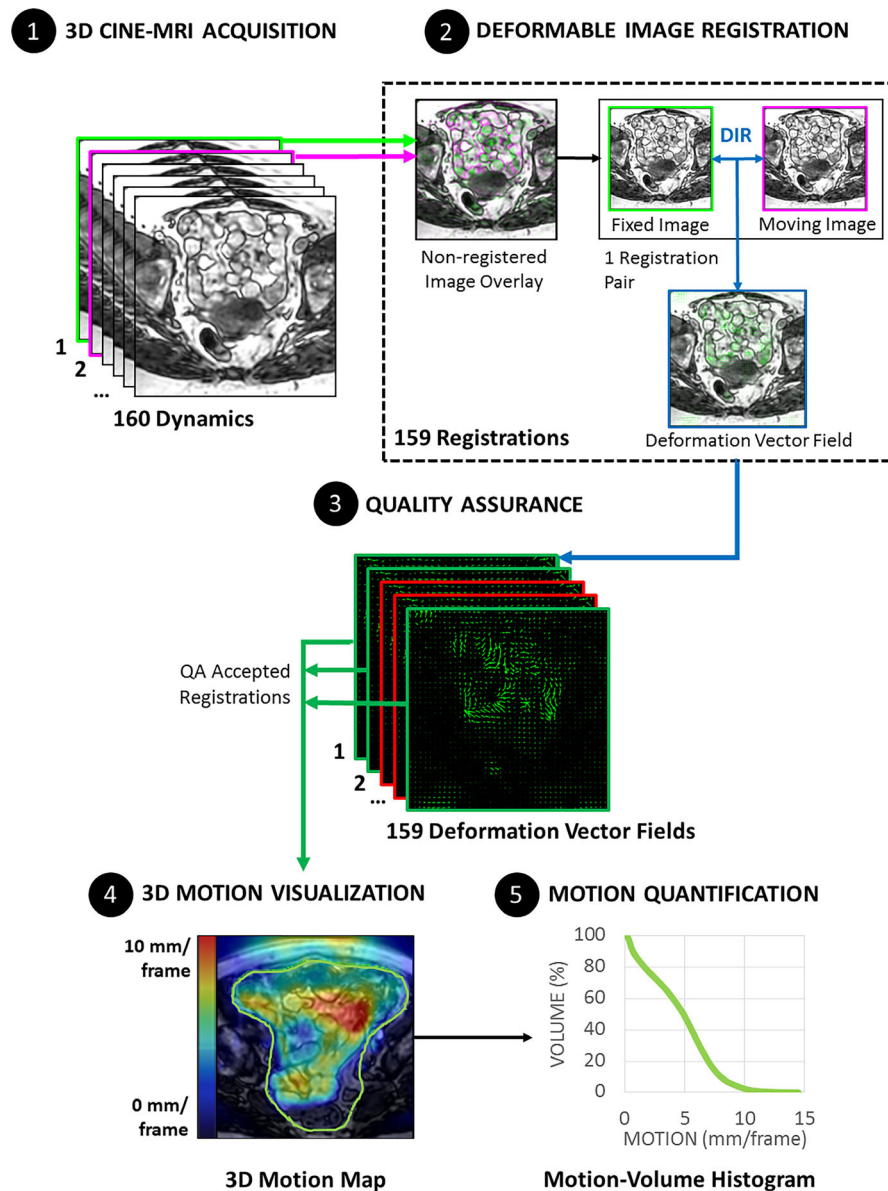 1 3D CINE-MRI ACQUISITION
2 DEFORMABLE IMAGE REGISTRATION
DIR
Fixed Image
Moving Image
Non-registered
Image Overlay
1 Registration
Pair
1
2
...
160 Dynamics
159 Registrations
Deformation Vector Field
3 QUALITY ASSURANCE
QA Accepted
Registrations
1
2
...
159 Deformation Vector Fields
4 3D MOTION VISUALIZATION
10 mm/
frame
0 mm/
frame
3D Motion Map
5 MOTION QUANTIFICATION
VOLUME (%)
100
80
60
40
20
0
0 5 10 15
MOTION (mm/frame)
Motion-Volume Histogram